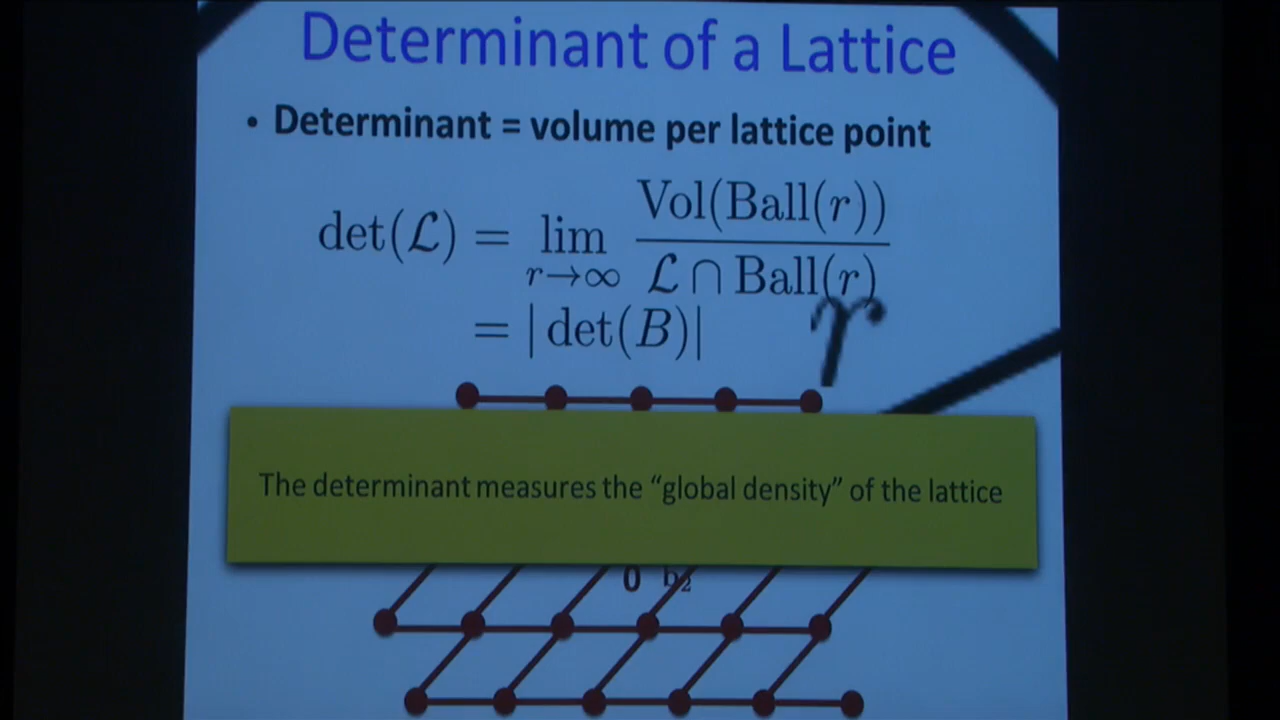 Determinant of a Lattice
• Determinant = volume per lattice point
det(ℒ) = lim r→∞ Vol(Ball(r)) / ℒ ∩ Ball(r)
= | det(B)|
r
The determinant measures the “global density” of the lattice
0 b₂